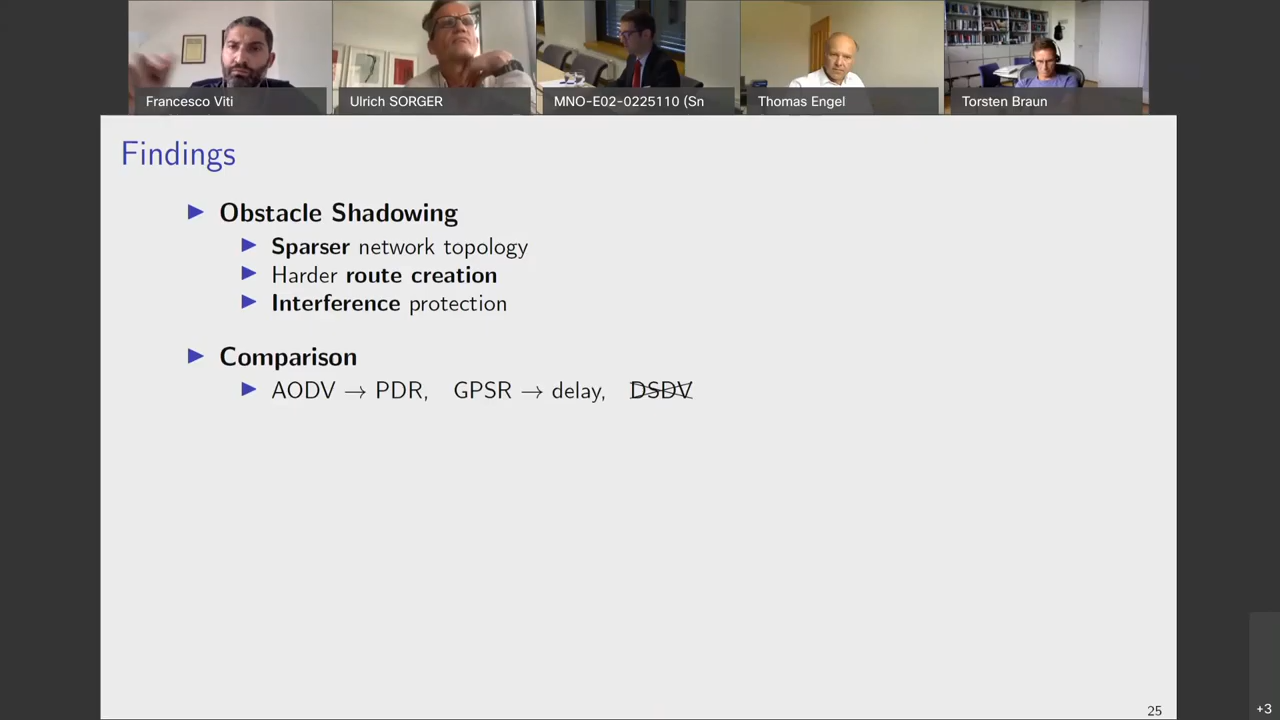 Francesco Viti
Ulrich SORGER
MNO-E02-0225110 (Sn
Thomas Engel
Torsten Braun
Findings
Obstacle Shadowing
Sparser network topology
Harder route creation
Interference protection
Comparison
AODV → PDR, GPSR → delay, DSDV
25
+3